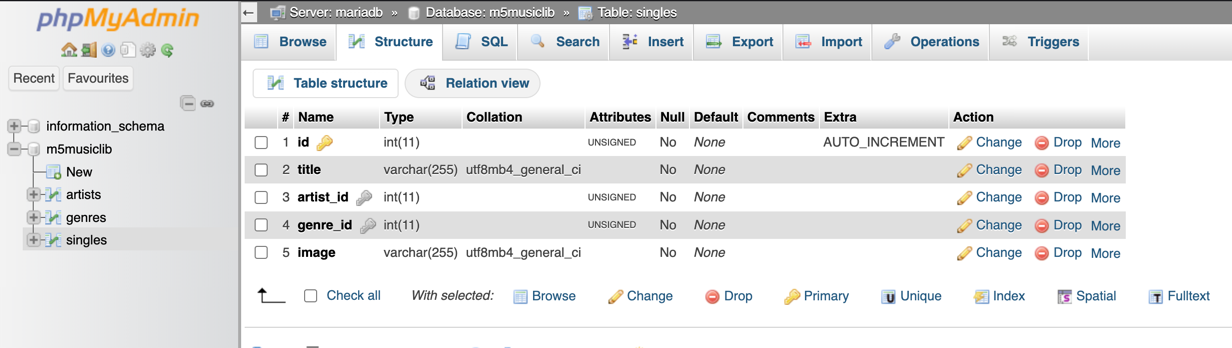 phpMyAdmin
Recent Favourites
information_schema
m5musiclib
New
artists
genres
singles
Server: mariadb » Database: m5musiclib » Table: singles
Browse Structure SQL Search Insert Export Import Operations Triggers
Table structure Relation view
# Name Type Collation Attributes Null Default Comments Extra Action
1 id int(11) UNSIGNED No None AUTO_INCREMENT Change Drop More
2 title varchar(255) utf8mb4_general_ci No None Change Drop More
3 artist_id int(11) UNSIGNED No None Change Drop More
4 genre_id int(11) UNSIGNED No None Change Drop More
5 image varchar(255) utf8mb4_general_ci No None Change Drop More
Check all With selected: Browse Change Drop Primary Unique Index Spatial Fulltext